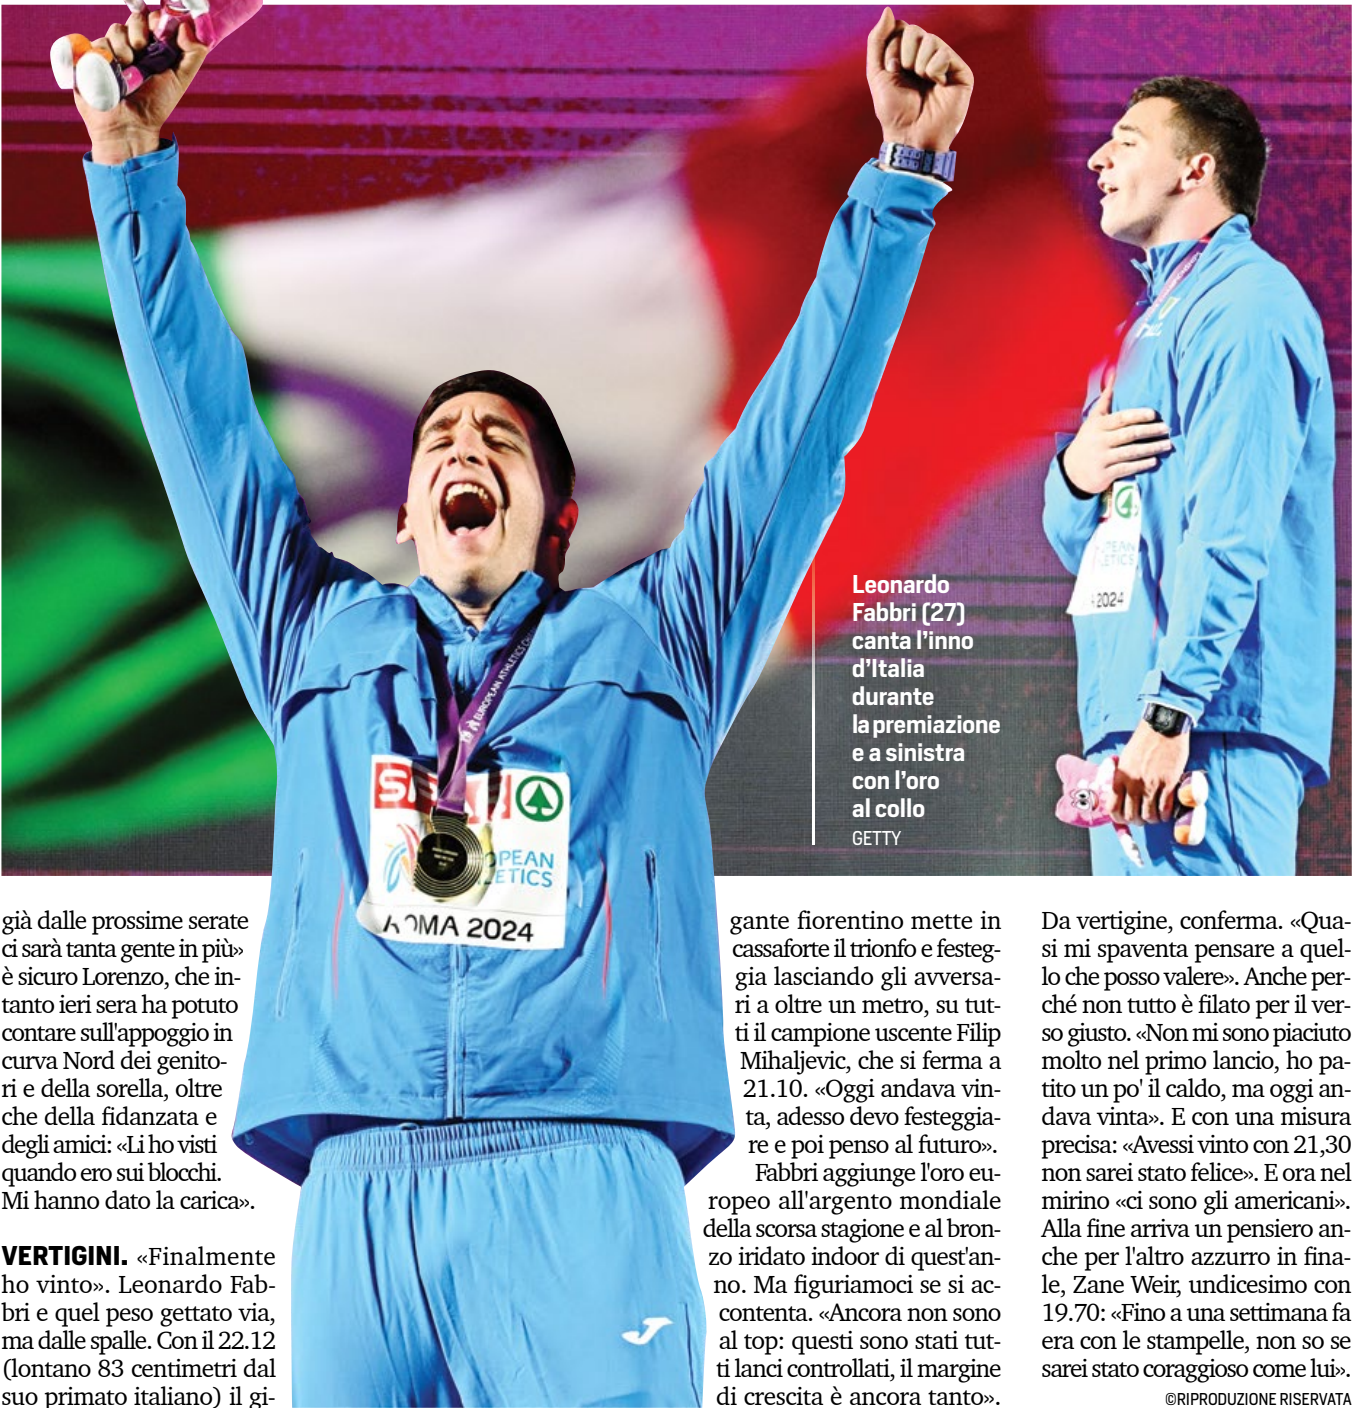 Leonardo
Fabbri (27)
canta l'inno
d'Italia
durante
la premiazione
e a sinistra
con l'oro
al collo
GETTY
EUROPEAN ATHLETICS
SPAR
OPEAN
LETICS
ROMA 2024
OPEAN
LETICS
2024
già dalle prossime serate
ci sarà tanta gente in più»
è sicuro Lorenzo, che in-
tanto ieri sera ha potuto
contare sull'appoggio in
curva Nord dei genito-
ri e della sorella, oltre
che della fidanzata e
degli amici: «Li ho visti
quando ero sui blocchi.
Mi hanno dato la carica».
VERTIGINI. «Finalmente
ho vinto». Leonardo Fab-
bri e quel peso gettato via,
ma dalle spalle. Con il 22.12
(lontano 83 centimetri dal
suo primato italiano) il gi-
gante fiorentino mette in
cassaforte il trionfo e festeg-
gia lasciando gli avversa-
ri a oltre un metro, su tut-
ti il campione uscente Filip
Mihaljevic, che si ferma a
21.10. «Oggi andava vin-
ta, adesso devo festeggia-
re e poi penso al futuro».
Fabbri aggiunge l'oro eu-
ropeo all'argento mondiale
della scorsa stagione e al bron-
zo iridato indoor di quest'an-
no. Ma figuriamoci se si ac-
contenta. «Ancora non sono
al top: questi sono stati tut-
ti lanci controllati, il margine
di crescita è ancora tanto».
Da vertigine, conferma. «Qua-
si mi spaventa pensare a quel-
lo che posso valere». Anche per-
ché non tutto è filato per il ver-
so giusto. «Non mi sono piaciuto
molto nel primo lancio, ho pa-
tito un po' il caldo, ma oggi an-
dava vinta». E con una misura
precisa: «Avessi vinto con 21,30
non sarei stato felice». E ora nel
mirino «ci sono gli americani».
Alla fine arriva un pensiero an-
che per l'altro azzurro in fina-
le, Zane Weir, undicesimo con
19.70: «Fino a una settimana fa
era con le stampelle, non so se
sarei stato coraggioso come lui».
©RIPRODUZIONE RISERVATA